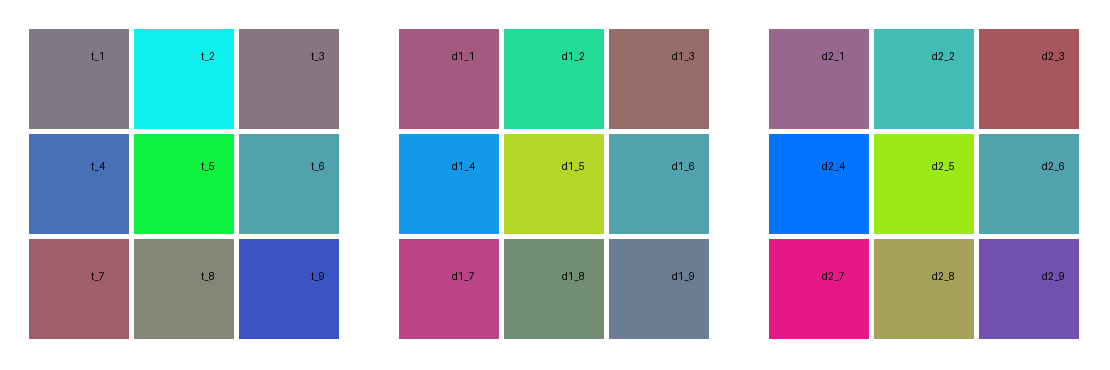 t_1 t_2 t_3 d1_1 d1_2 d1_3 d2_1 d2_2 d2_3
t_4 t_5 t_6 d1_4 d1_5 d1_6 d2_4 d2_5 d2_6
t_7 t_8 t_9 d1_7 d1_8 d1_9 d2_7 d2_8 d2_9